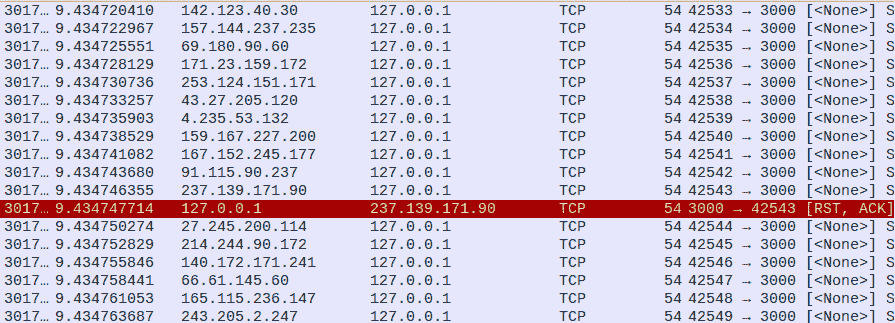 3017… 9.434720410 142.123.40.30 127.0.0.1 TCP 54 42533 → 3000 [<None>] S
3017… 9.434722967 157.144.237.235 127.0.0.1 TCP 54 42534 → 3000 [<None>] S
3017… 9.434725551 69.180.90.60 127.0.0.1 TCP 54 42535 → 3000 [<None>] S
3017… 9.434728129 171.23.159.172 127.0.0.1 TCP 54 42536 → 3000 [<None>] S
3017… 9.434730736 253.124.151.171 127.0.0.1 TCP 54 42537 → 3000 [<None>] S
3017… 9.434733257 43.27.205.120 127.0.0.1 TCP 54 42538 → 3000 [<None>] S
3017… 9.434735903 4.235.53.132 127.0.0.1 TCP 54 42539 → 3000 [<None>] S
3017… 9.434738529 159.167.227.200 127.0.0.1 TCP 54 42540 → 3000 [<None>] S
3017… 9.434741082 167.152.245.177 127.0.0.1 TCP 54 42541 → 3000 [<None>] S
3017… 9.434743680 91.115.90.237 127.0.0.1 TCP 54 42542 → 3000 [<None>] S
3017… 9.434746355 237.139.171.90 127.0.0.1 TCP 54 42543 → 3000 [<None>] S
3017… 9.434747714 127.0.0.1 237.139.171.90 TCP 54 3000 → 42543 [RST, ACK]
3017… 9.434750274 27.245.200.114 127.0.0.1 TCP 54 42544 → 3000 [<None>] S
3017… 9.434752829 214.244.90.172 127.0.0.1 TCP 54 42545 → 3000 [<None>] S
3017… 9.434755846 140.172.171.241 127.0.0.1 TCP 54 42546 → 3000 [<None>] S
3017… 9.434758441 66.61.145.60 127.0.0.1 TCP 54 42547 → 3000 [<None>] S
3017… 9.434761053 165.115.236.147 127.0.0.1 TCP 54 42548 → 3000 [<None>] S
3017… 9.434763687 243.205.2.247 127.0.0.1 TCP 54 42549 → 3000 [<None>] S